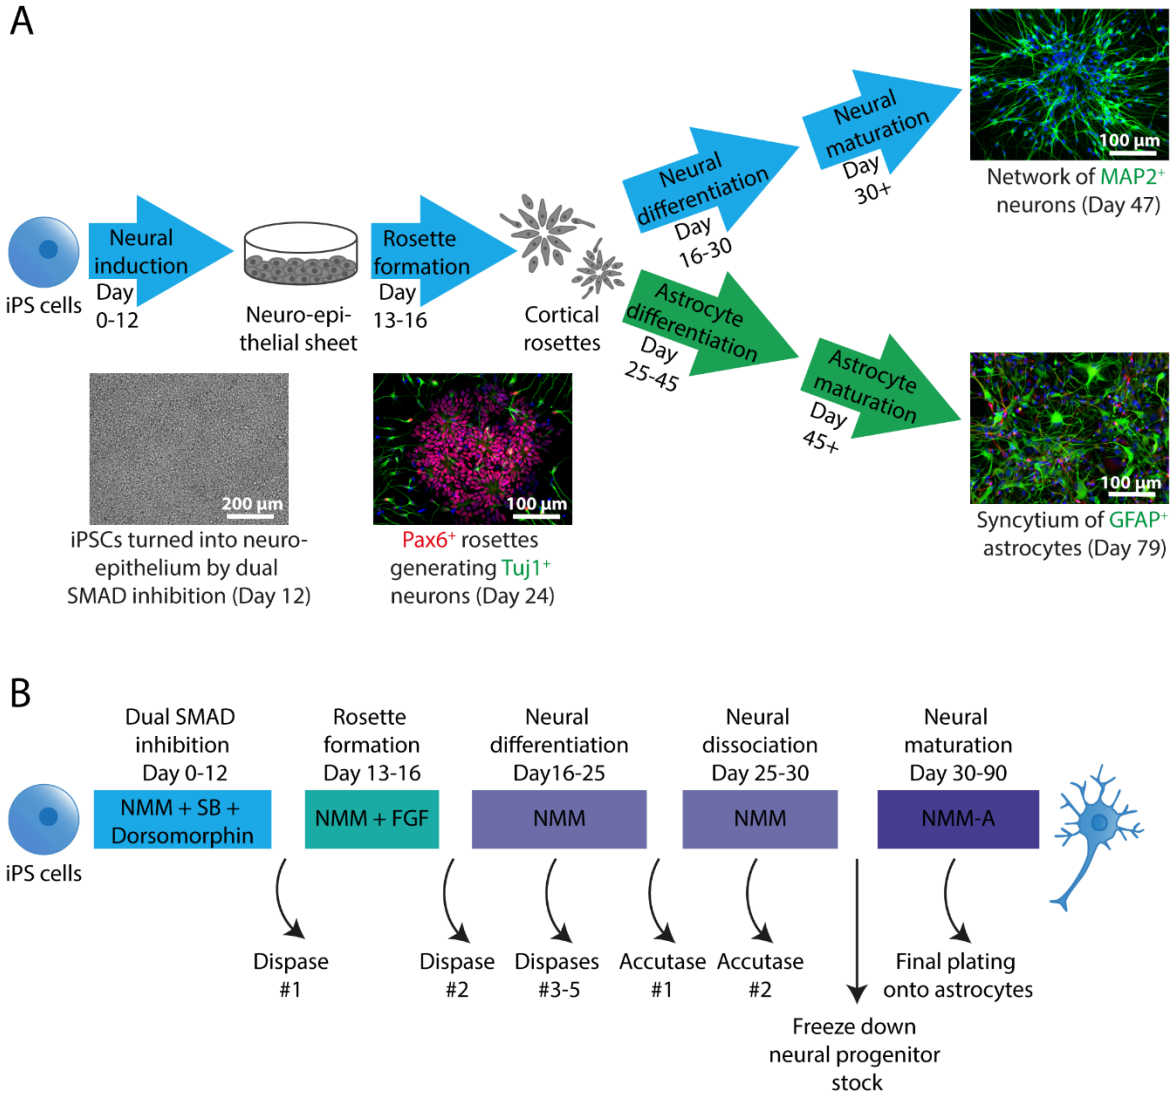 A
Neural
induction
Day
0-12
iPS cells
Neuro-epi-
thelial sheet
Rosette
formation
Day
13-16
Cortical
rosettes
Neural
differentiation
Day
16-30
Neural
maturation
Day
30+
100 µm
Network of MAP2+
neurons (Day 47)
Astrocyte
differentiation
Day
25-45
Astrocyte
maturation
Day
45+
100 µm
Syncytium of GFAP+
astrocytes (Day 79)
200 µm
iPSCs turned into neuro-
epithelium by dual
SMAD inhibition (Day 12)
100 µm
Pax6+ rosettes
generating Tuj1+
neurons (Day 24)
B
iPS cells
Dual SMAD
inhibition
Day 0-12
NMM + SB +
Dorsomorphin
Rosette
formation
Day 13-16
NMM + FGF
Neural
differentiation
Day16-25
NMM
Neural
dissociation
Day 25-30
NMM
Neural
maturation
Day 30-90
NMM-A
Dispase
#1
Dispase
#2
Dispases
#3-5
Accutase
#1
Accutase
#2
Freeze down
neural progenitor
stock
Final plating
onto astrocytes